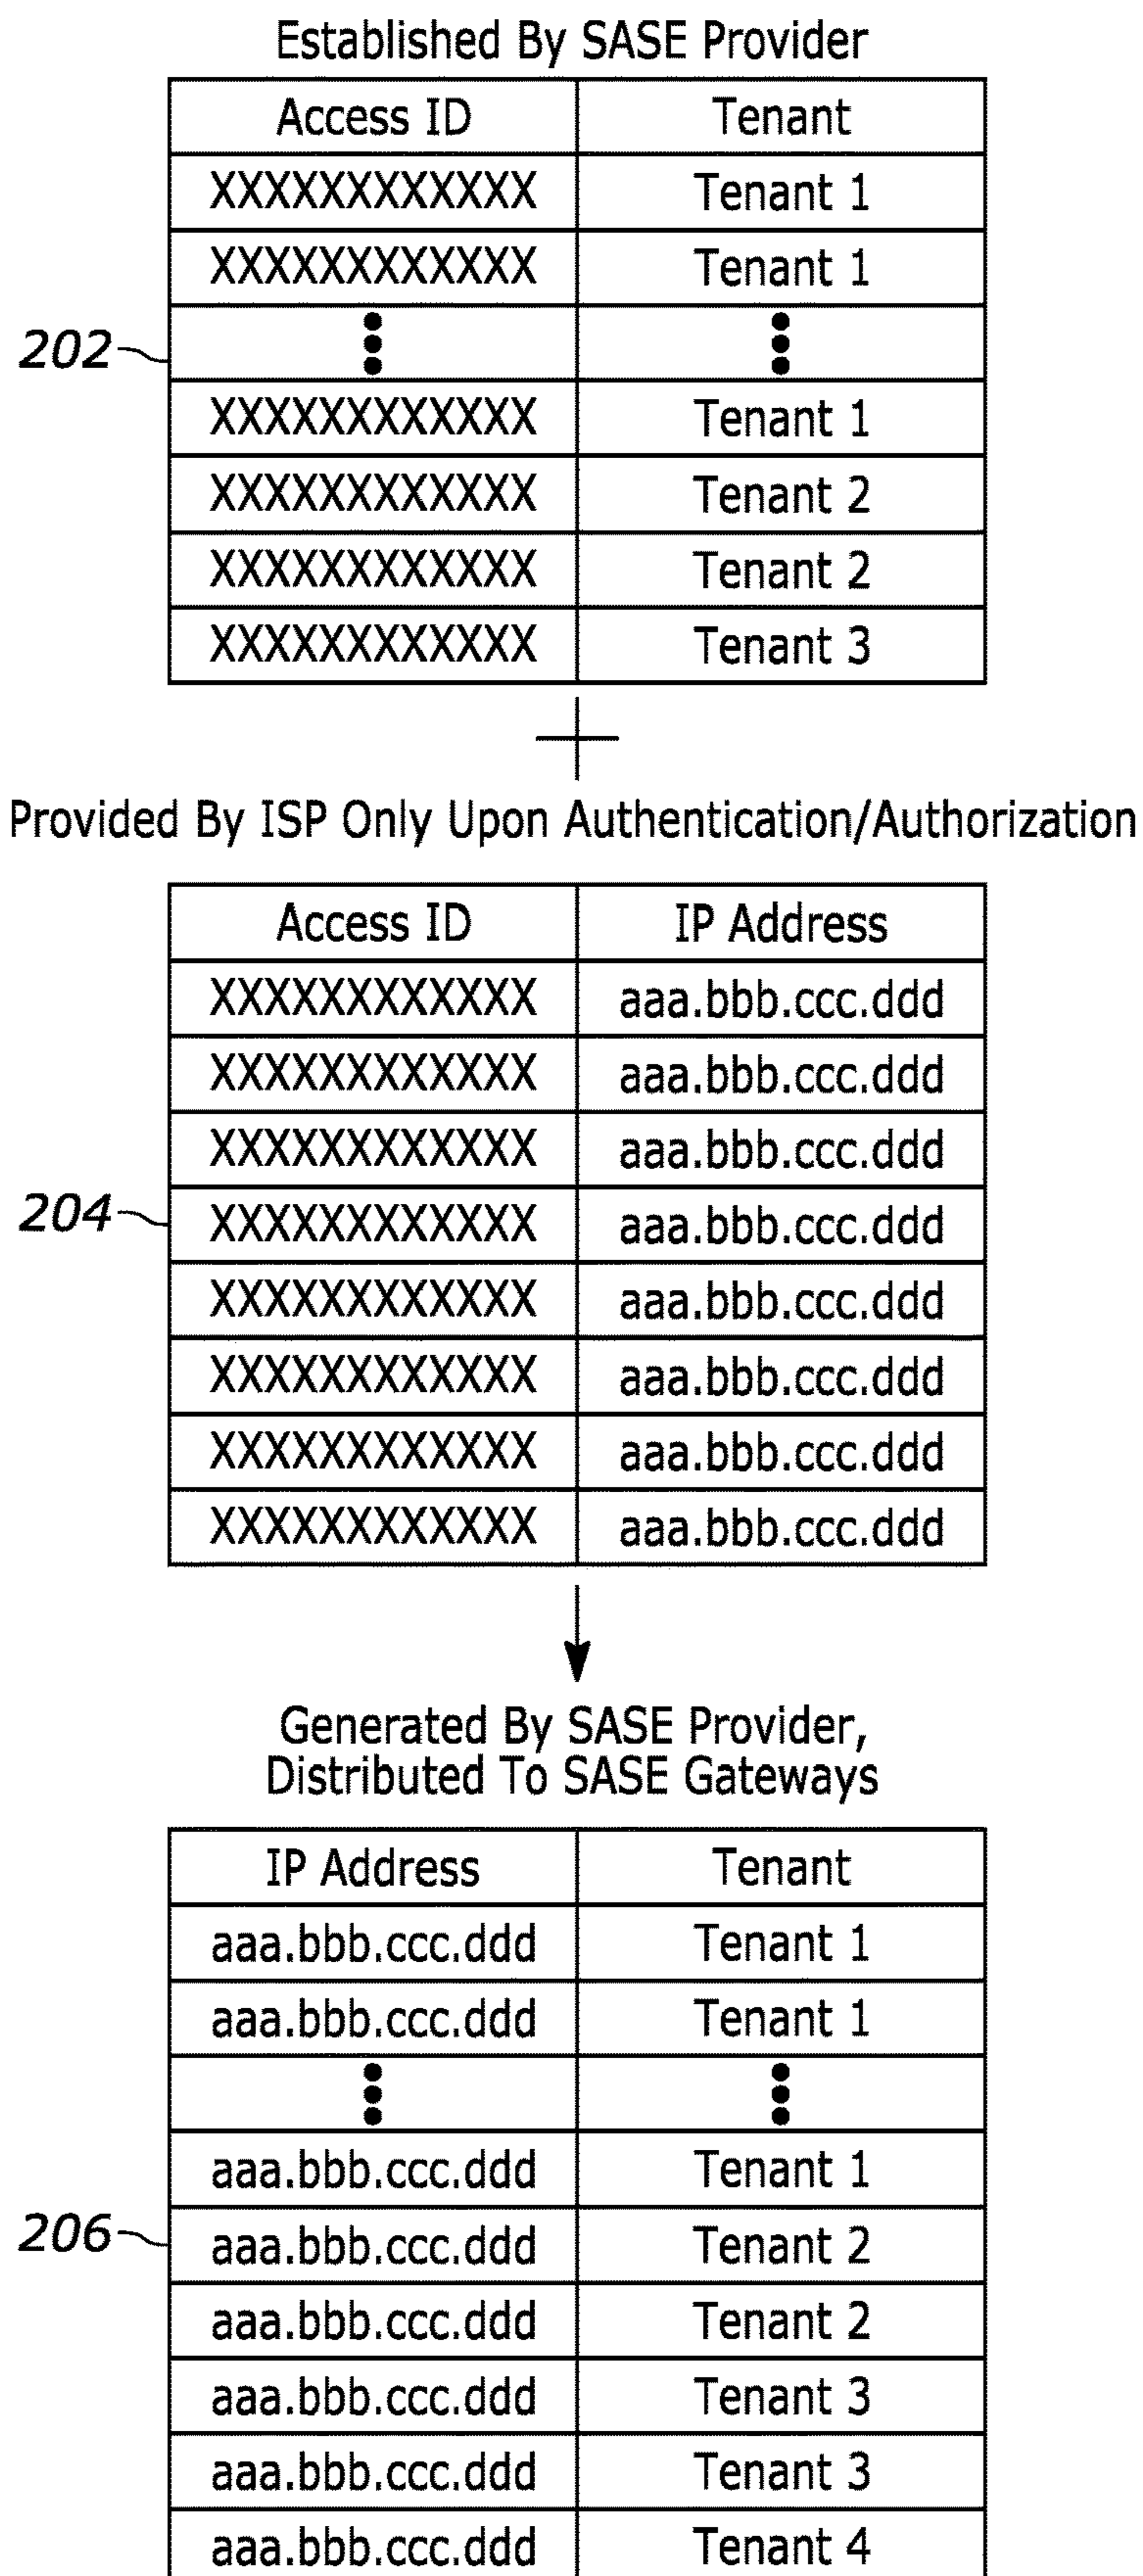 Established By SASE Provider
Access ID Tenant
XXXXXXXXXXXX Tenant 1
XXXXXXXXXXXX Tenant 1
202
XXXXXXXXXXXX Tenant 1
XXXXXXXXXXXX Tenant 2
XXXXXXXXXXXX Tenant 2
XXXXXXXXXXXX Tenant 3
+
Provided By ISP Only Upon Authentication/Authorization
Access ID IP Address
XXXXXXXXXXXX aaa.bbb.ccc.ddd
XXXXXXXXXXXX aaa.bbb.ccc.ddd
XXXXXXXXXXXX aaa.bbb.ccc.ddd
204 XXXXXXXXXXXX aaa.bbb.ccc.ddd
XXXXXXXXXXXX aaa.bbb.ccc.ddd
XXXXXXXXXXXX aaa.bbb.ccc.ddd
XXXXXXXXXXXX aaa.bbb.ccc.ddd
XXXXXXXXXXXX aaa.bbb.ccc.ddd
Generated By SASE Provider,
Distributed To SASE Gateways
IP Address Tenant
aaa.bbb.ccc.ddd Tenant 1
aaa.bbb.ccc.ddd Tenant 1
aaa.bbb.ccc.ddd Tenant 1
206 aaa.bbb.ccc.ddd Tenant 2
aaa.bbb.ccc.ddd Tenant 2
aaa.bbb.ccc.ddd Tenant 3
aaa.bbb.ccc.ddd Tenant 3
aaa.bbb.ccc.ddd Tenant 4